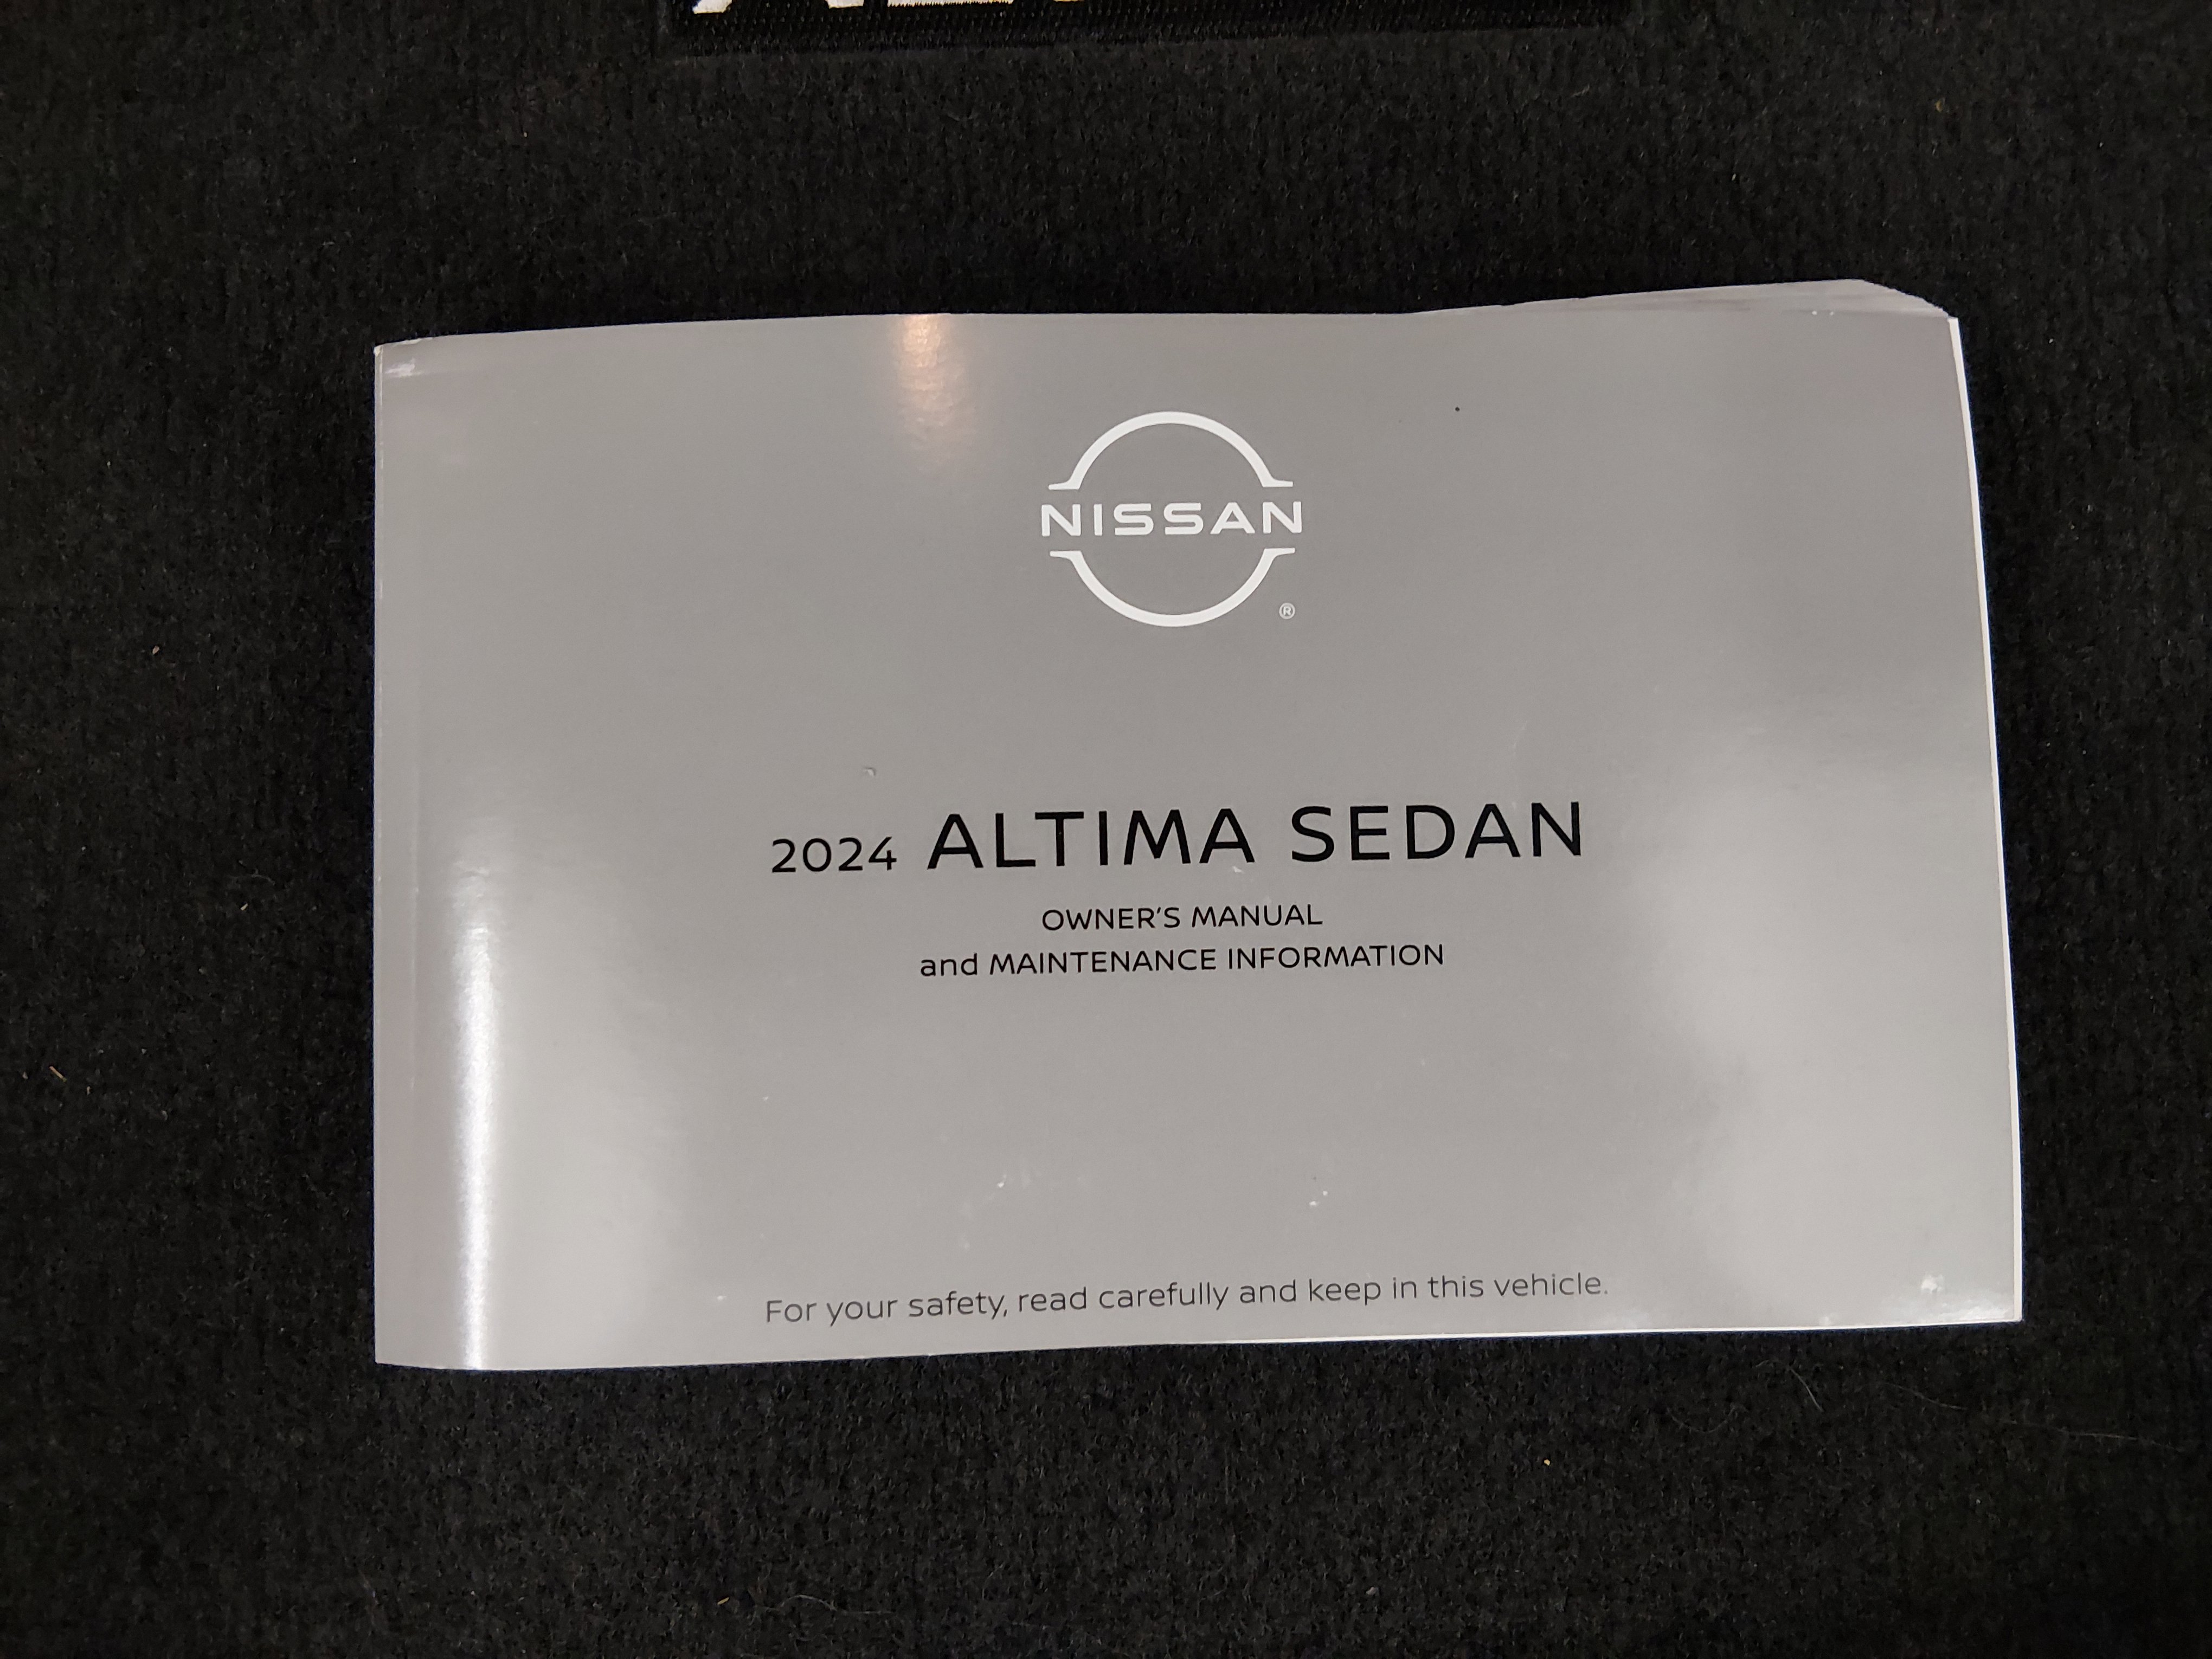 NISSAN
®
2024 ALTIMA SEDAN
OWNER'S MANUAL
and MAINTENANCE INFORMATION
For your safety, read carefully and keep in this vehicle.